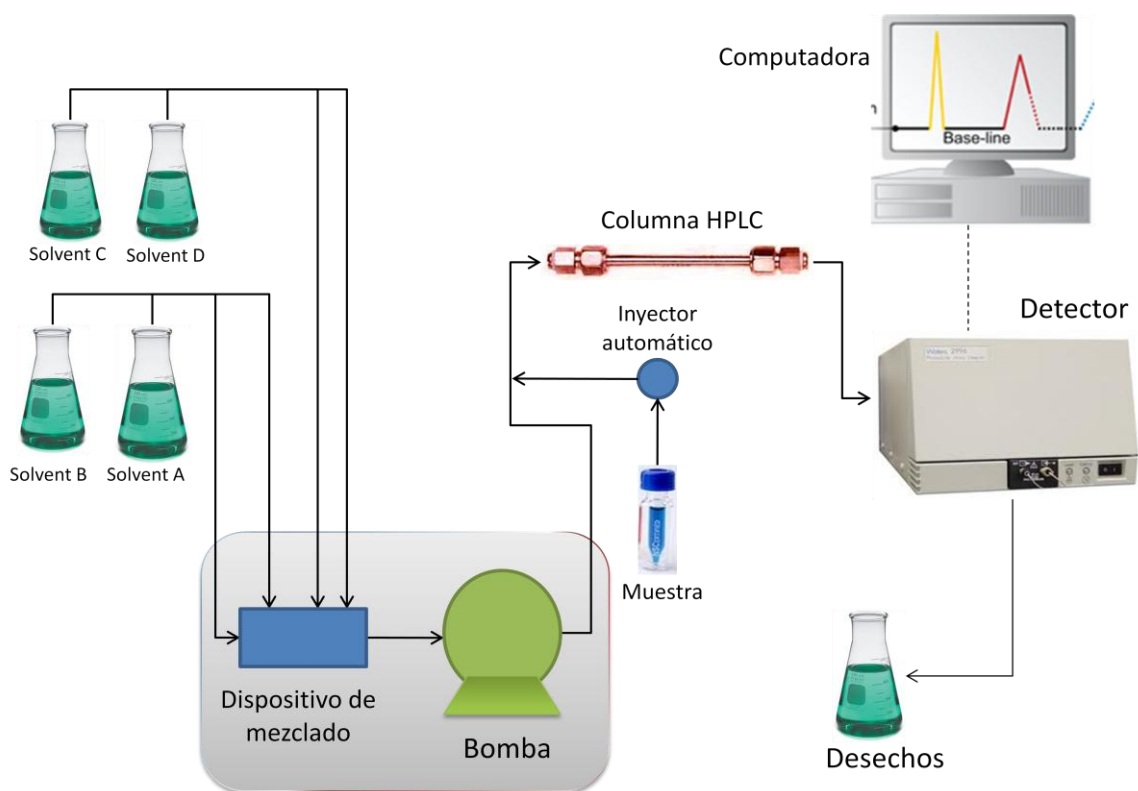 Computadora
Base-line
Solvent C
Solvent D
Columna HPLC
Inyector
automático
Detector
Solvent B
Solvent A
Muestra
Dispositivo de
mezclado
Bomba
Desechos